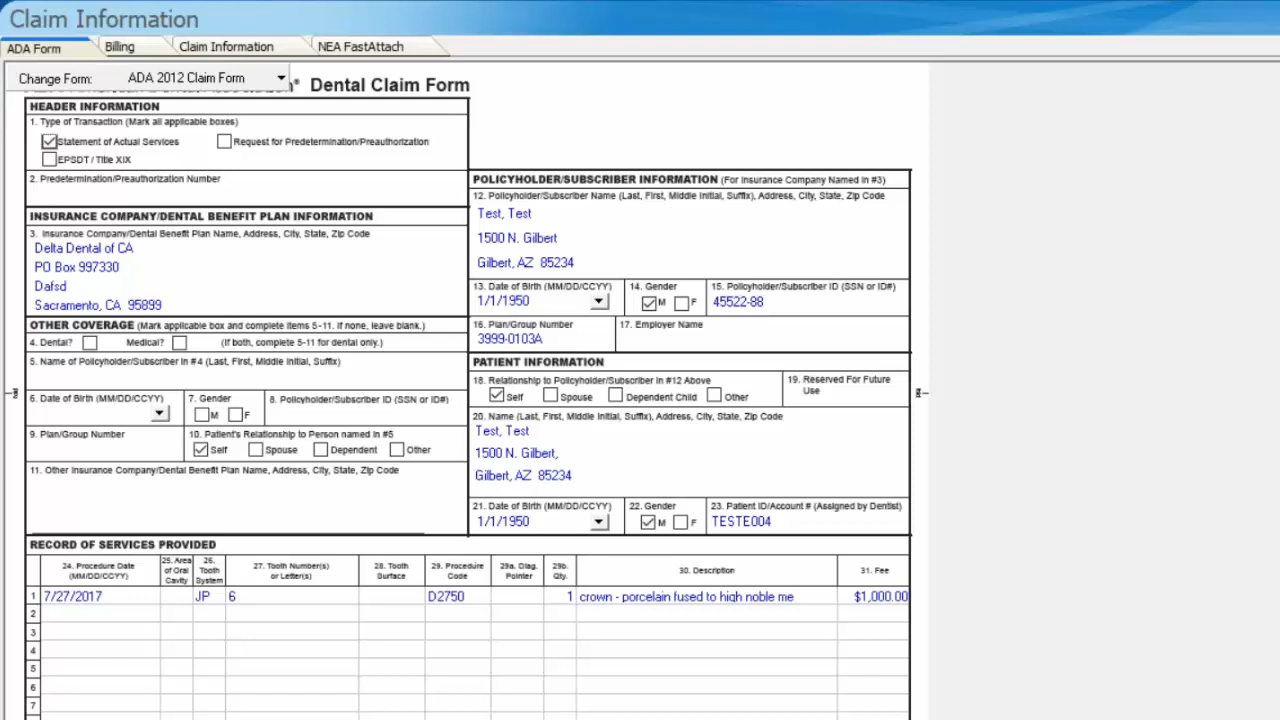 Claim Information
ADA Form
Billing
Claim Information
NEA FastAttach
Change Form: ADA 2012 Claim Form
Dental Claim Form
HEADER INFORMATION
1. Type of Transaction (Mark all applicable boxes)
Statement of Actual Services
Request for Predetermination/Preauthorization
EPSDT / Title XIX
2. Predetermination/Preauthorization Number
INSURANCE COMPANY/DENTAL BENEFIT PLAN INFORMATION
3. Insurance Company/Dental Benefit Plan Name, Address, City, State, Zip Code
Delta Dental of CA
PO Box 997330
Dafsd
Sacramento, CA 95899
OTHER COVERAGE (Mark applicable box and complete items 5-11. If none, leave blank.)
4. Dental? Medical? (If both, complete 5-11 for dental only.)
5. Name of Policyholder/Subscriber in #4 (Last, First, Middle Initial, Suffix)
6. Date of Birth (MM/DD/CCYY)
7. Gender
M F
8. Policyholder/Subscriber ID (SSN or ID#)
9. Plan/Group Number
10. Patient's Relationship to Person named in #5
Self Spouse Dependent Other
11. Other Insurance Company/Dental Benefit Plan Name, Address, City, State, Zip Code
POLICYHOLDER/SUBSCRIBER INFORMATION (For Insurance Company Named in #3)
12. Policyholder/Subscriber Name (Last, First, Middle Initial, Suffix), Address, City, State, Zip Code
Test, Test
1500 N. Gilbert
Gilbert, AZ 85234
13. Date of Birth (MM/DD/CCYY)
1/1/1950
14. Gender
M F
15. Policyholder/Subscriber ID (SSN or ID#)
45522-88
16. Plan/Group Number
3999-0103A
17. Employer Name
PATIENT INFORMATION
18. Relationship to Policyholder/Subscriber in #12 Above
Self Spouse Dependent Child Other
19. Reserved For Future
Use
20. Name (Last, First, Middle Initial, Suffix), Address, City, State, Zip Code
Test, Test
1500 N. Gilbert,
Gilbert, AZ 85234
21. Date of Birth (MM/DD/CCYY)
1/1/1950
22. Gender
M F
23. Patient ID/Account # (Assigned by Dentist)
TESTE004
RECORD OF SERVICES PROVIDED
24. Procedure Date
(MM/DD/CCYY)
25. Area
of Oral
Cavity
26.
Tooth
System
27. Tooth Number(s)
or Letter(s)
28. Tooth
Surface
29. Procedure
Code
29a. Diag.
Pointer
29b.
Qty.
30. Description
31. Fee
1 7/27/2017 JP 6 D2750 1 crown - porcelain fused to high noble me $1,000.00
2
3
4
5
6
7